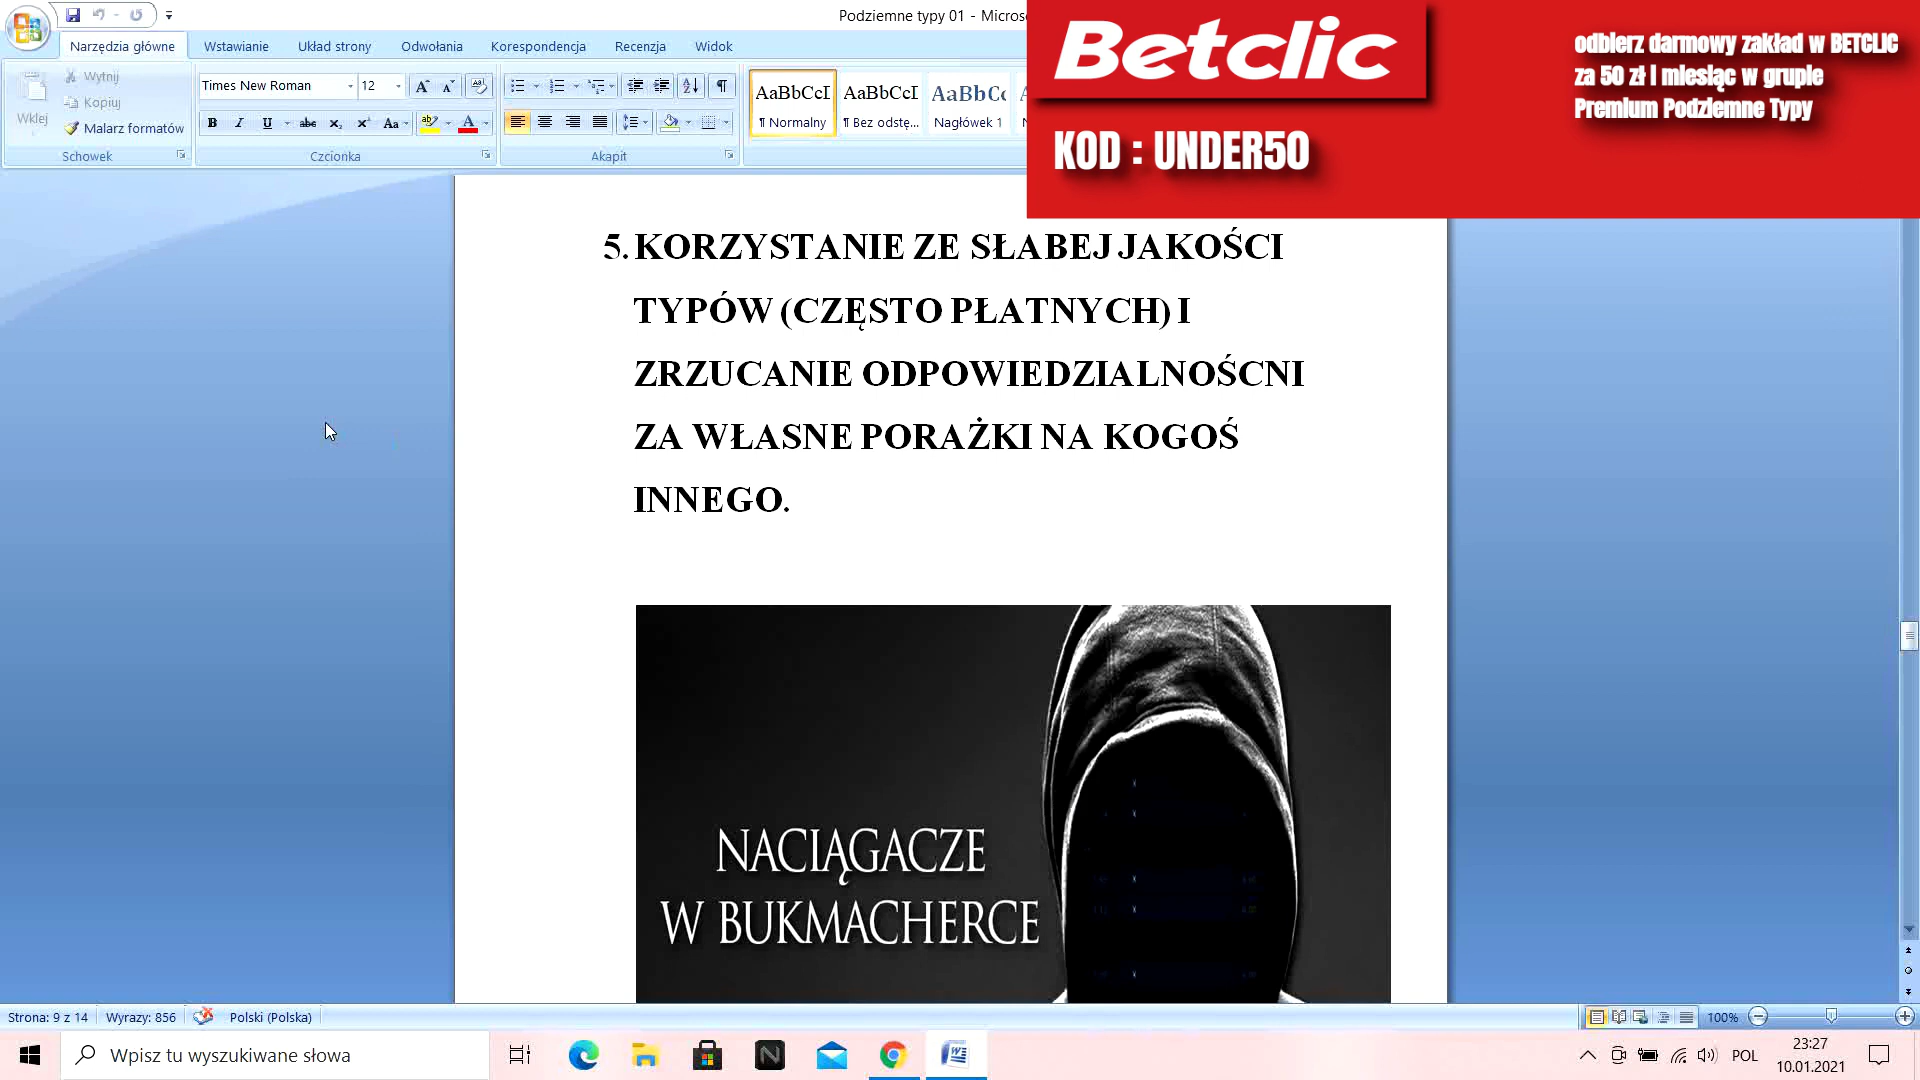 Podziemne typy 01 - Micros
Narzędzia główne
Wstawianie
Układ strony
Odwołania
Korespondencja
Recenzja
Widok
Wklej
Wytnij
Kopiuj
Malarz formatów
Schowek
Times New Roman
12
Czcionka
Akapit
AaBbCcI
¶ Normalny
AaBbCcI
¶ Bez odstę...
AaBbCc
Nagłówek 1
Betclic
KOD : UNDER50
odbierz darmowy zakład w BETCLIC
za 50 zł i miesiąc w grupie
Premium Podziemne Typy
5. KORZYSTANIE ZE SŁABEJ JAKOŚCI
TYPÓW (CZĘSTO PŁATNYCH) I
ZRZUCANIE ODPOWIEDZIALNOŚCNI
ZA WŁASNE PORAŻKI NA KOGOŚ
INNEGO.
NACIĄGACZE
W BUKMACHERCE
Strona: 9 z 14
Wyrazy: 856
Polski (Polska)
100%
Wpisz tu wyszukiwane słowa
POL
23:27
10.01.2021